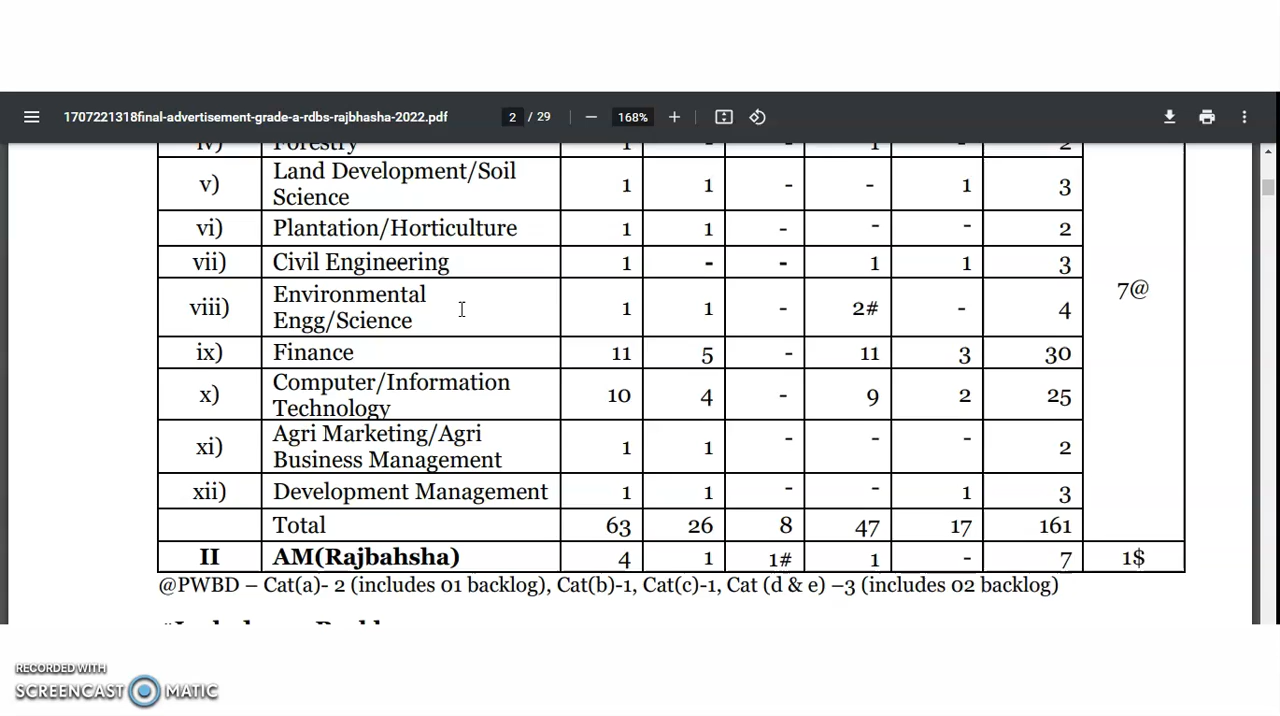 1707221318final-advertisement-grade-a-rdbs-rajbhasha-2022.pdf 2 / 29 — 168% +
iv) Forestry 1 - - 1 - 2
v) Land Development/Soil Science 1 1 - - 1 3
vi) Plantation/Horticulture 1 1 - - - 2
vii) Civil Engineering 1 - - 1 1 3
7@
viii) Environmental Engg/Science 1 1 - 2# - 4
ix) Finance 11 5 - 11 3 30
x) Computer/Information Technology 10 4 - 9 2 25
xi) Agri Marketing/Agri Business Management 1 1 - - - 2
xii) Development Management 1 1 - - 1 3
Total 63 26 8 47 17 161
II AM(Rajbahsha) 4 1 1# 1 - 7 1$
@PWBD – Cat(a)- 2 (includes 01 backlog), Cat(b)-1, Cat(c)-1, Cat (d & e) –3 (includes 02 backlog)
RECORDED WITH
SCREENCAST MATIC